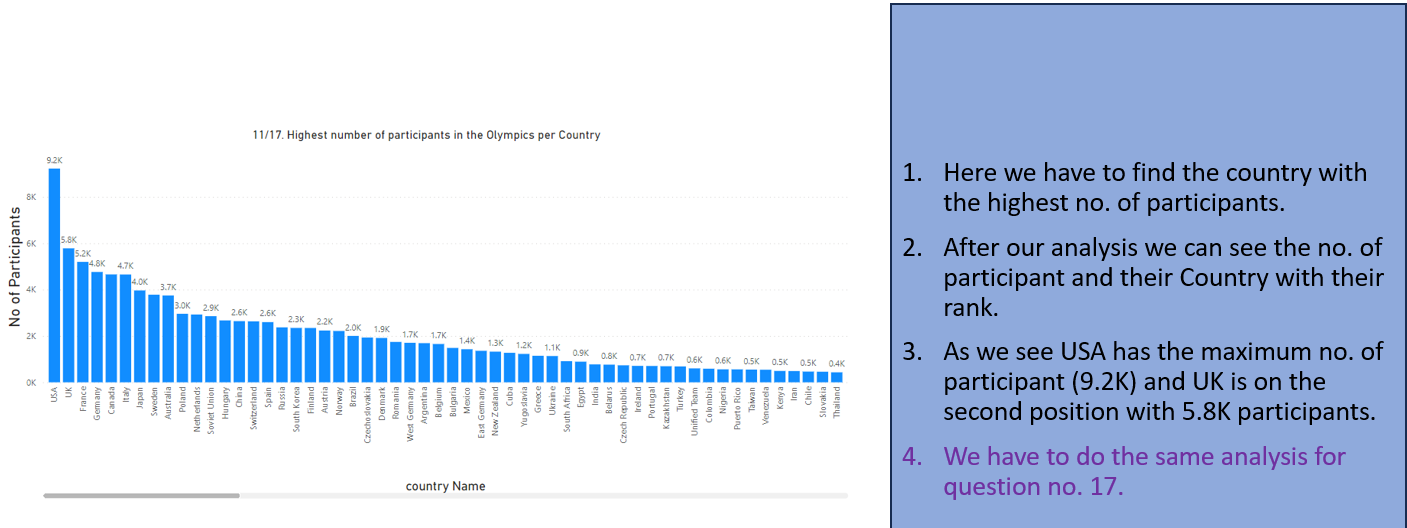 11/17. Highest number of participants in the Olympics per Country
No of Participants
8K
6K
4K
2K
0K
9.2K
5.8K
5.2K
4.8K
4.7K
4.0K
3.7K
3.0K
2.9K
2.6K
2.6K
2.3K
2.2K
2.0K
1.9K
1.7K
1.7K
1.4K
1.3K
1.2K
1.1K
0.9K
0.8K
0.7K
0.7K
0.6K
0.6K
0.5K
0.5K
0.5K
0.4K
USA
UK
France
Germany
Canada
Italy
Japan
Sweden
Australia
Poland
Netherlands
Soviet Union
Hungary
China
Switzerland
Spain
Russia
South Korea
Finland
Austria
Norway
Brazil
Czechoslovakia
Denmark
Romania
West Germany
Argentina
Belgium
Bulgaria
Mexico
East Germany
New Zealand
Cuba
Yugoslavia
Greece
Ukraine
South Africa
Egypt
India
Belarus
Czech Republic
Ireland
Portugal
Kazakhstan
Turkey
Unified Team
Colombia
Nigeria
Puerto Rico
Taiwan
Venezuela
Kenya
Iran
Chile
Slovakia
Thailand
country Name
1. Here we have to find the country with
the highest no. of participants.
2. After our analysis we can see the no. of
participant and their Country with their
rank.
3. As we see USA has the maximum no. of
participant (9.2K) and UK is on the
second position with 5.8K participants.
4. We have to do the same analysis for
question no. 17.